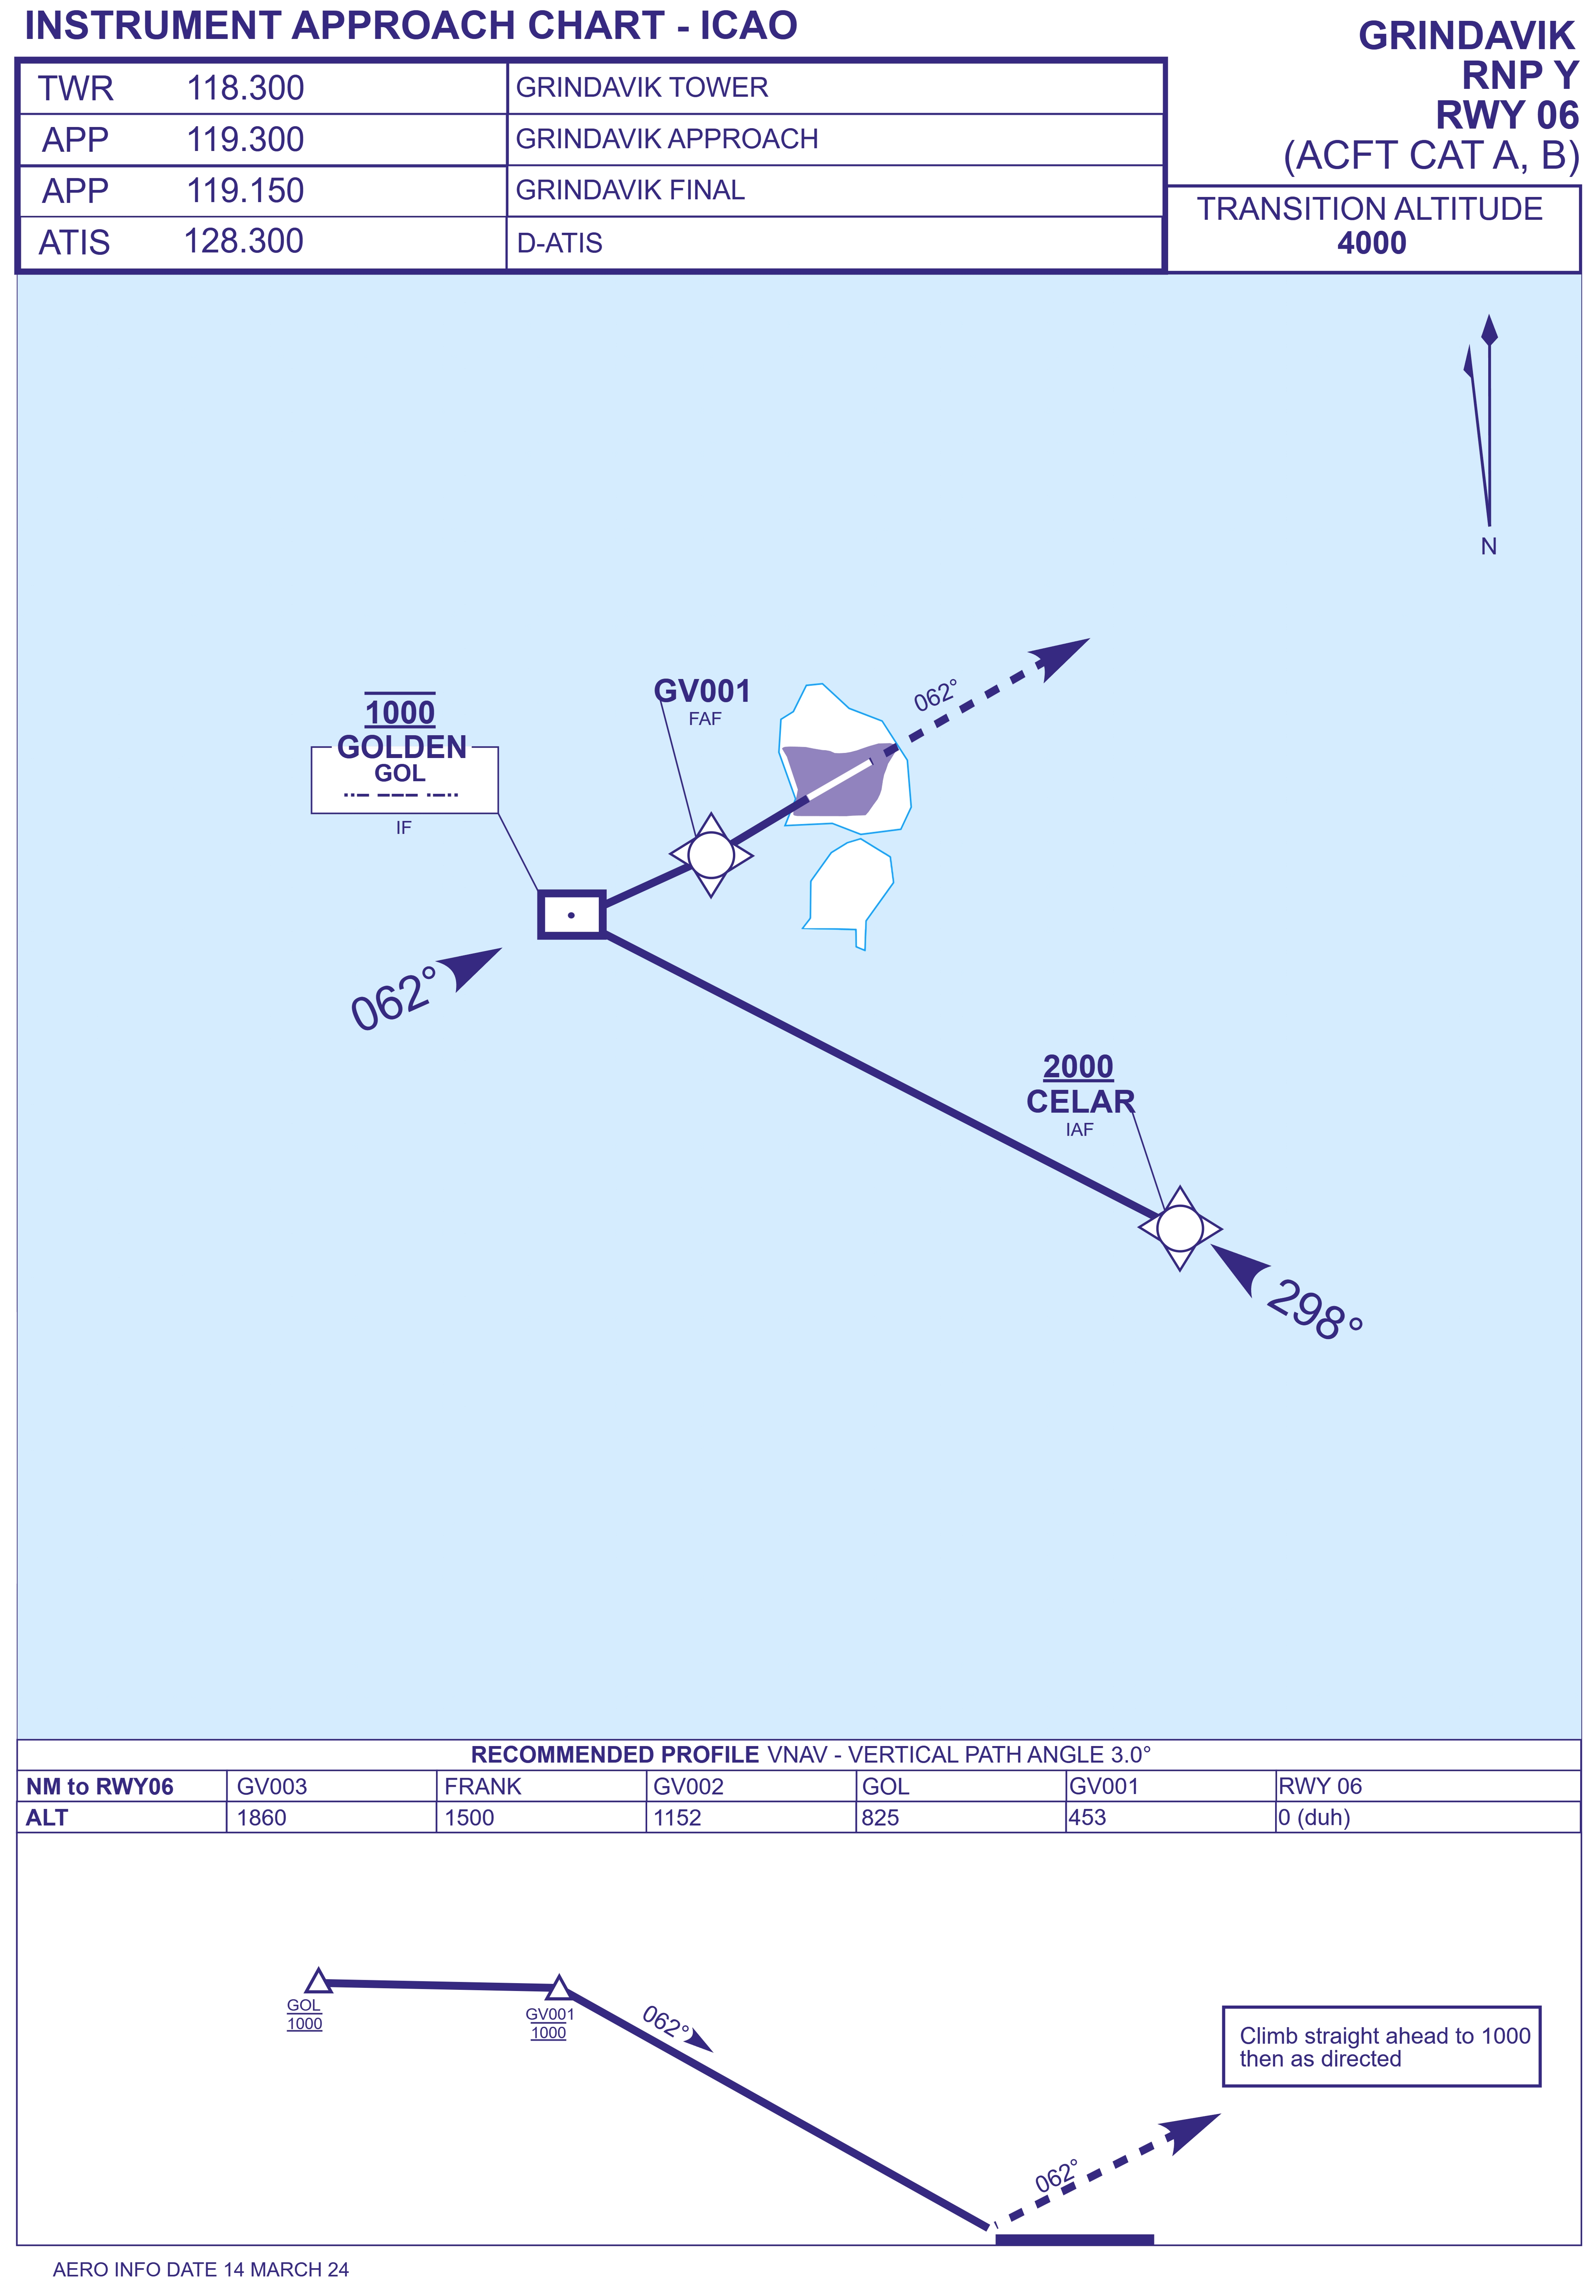 INSTRUMENT APPROACH CHART - ICAO
GRINDAVIK
RNP Y
RWY 06
(ACFT CAT A, B)
TWR 118.300 GRINDAVIK TOWER
APP 119.300 GRINDAVIK APPROACH
APP 119.150 GRINDAVIK FINAL
ATIS 128.300 D-ATIS
TRANSITION ALTITUDE
4000
N
062°
GV001
FAF
1000
GOLDEN
GOL
IF
062°
2000
CELAR
IAF
298°
RECOMMENDED PROFILE VNAV - VERTICAL PATH ANGLE 3.0°
NM to RWY06 GV003 FRANK GV002 GOL GV001 RWY 06
ALT 1860 1500 1152 825 453 0 (duh)
GOL
1000
GV001
1000
062°
Climb straight ahead to 1000
then as directed
062°
AERO INFO DATE 14 MARCH 24